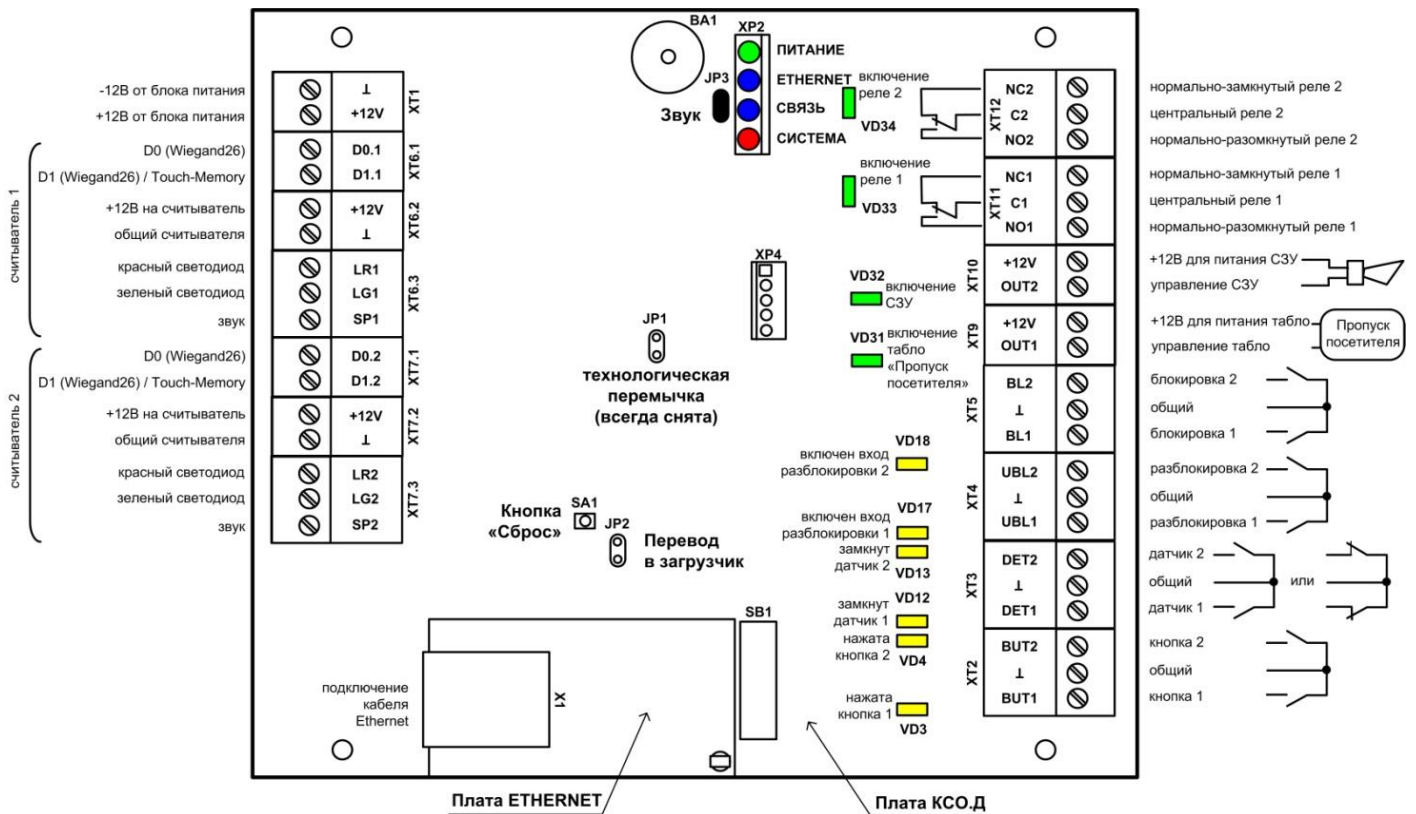 BA1
XP2
ПИТАНИЕ
ETHERNET
СВЯЗЬ
СИСТЕМА
JP3
Звук
включение
реле 2
VD34
включение
реле 1
VD33
-12В от блока питания
+12В от блока питания
⊥
+12V
XT1
считыватель 1
D0 (Wiegand26)
D1 (Wiegand26) / Touch-Memory
D0.1
D1.1
XT6.1
+12В на считыватель
общий считывателя
+12V
⊥
XT6.2
красный светодиод
зеленый светодиод
звук
LR1
LG1
SP1
XT6.3
считыватель 2
D0 (Wiegand26)
D1 (Wiegand26) / Touch-Memory
D0.2
D1.2
XT7.1
+12В на считыватель
общий считывателя
+12V
⊥
XT7.2
красный светодиод
зеленый светодиод
звук
LR2
LG2
SP2
XT7.3
XP4
JP1
технологическая
перемычка
(всегда снята)
VD32
включение
СЗУ
VD31
включение
табло
«Пропуск
посетителя»
VD18
включен вход
разблокировки 2
VD17
включен вход
разблокировки 1
замкнут
датчик 2
VD13
VD12
замкнут
датчик 1
нажата
кнопка 2
VD4
нажата
кнопка 1
VD3
Кнопка
«Сброс»
SA1
JP2
Перевод
в загрузчик
SB1
X1
подключение
кабеля
Ethernet
Плата ETHERNET
Плата КСО.Д
XT12
NC2
C2
NO2
нормально-замкнутый реле 2
центральный реле 2
нормально-разомкнутый реле 2
XT11
NC1
C1
NO1
нормально-замкнутый реле 1
центральный реле 1
нормально-разомкнутый реле 1
XT10
+12V
OUT2
+12В для питания СЗУ
управление СЗУ
XT9
+12V
OUT1
+12В для питания табло
управление табло
Пропуск
посетителя
XT5
BL2
⊥
BL1
блокировка 2
общий
блокировка 1
XT4
UBL2
⊥
UBL1
разблокировка 2
общий
разблокировка 1
XT3
DET2
⊥
DET1
датчик 2
общий
датчик 1
или
XT2
BUT2
⊥
BUT1
кнопка 2
общий
кнопка 1